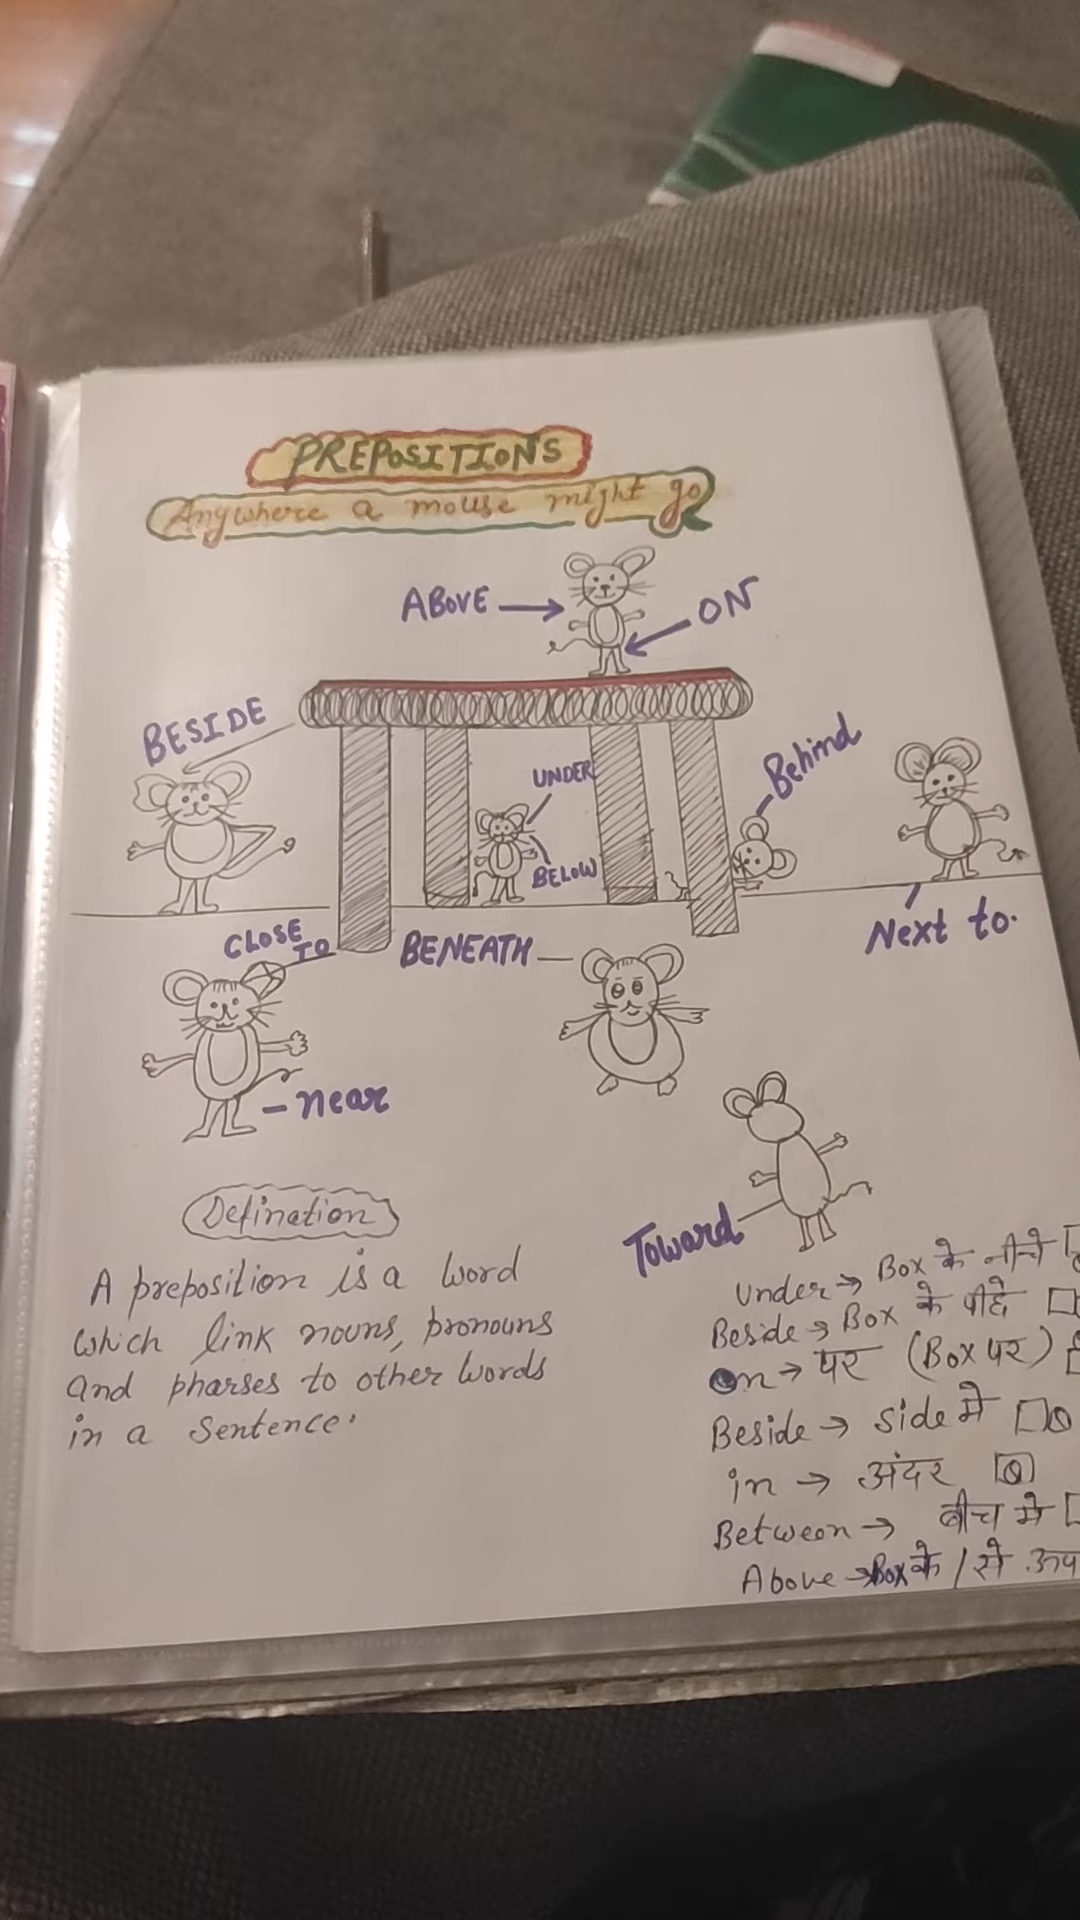 PREPOSITIONS
Anywhere a mouse might go
ABOVE
ON
BESIDE
UNDER
Behind
BELOW
CLOSE TO
BENEATH
Next to.
near
Toward
Defination
A preposition is a word
which link nouns, pronouns
and pharses to other words
in a sentence.
Under → Box के नीचे
Beside → Box के पीछे
On → पर (Box पर)
Beside → side में
in → अंदर
Between → बीच मे
Above → Box के / से